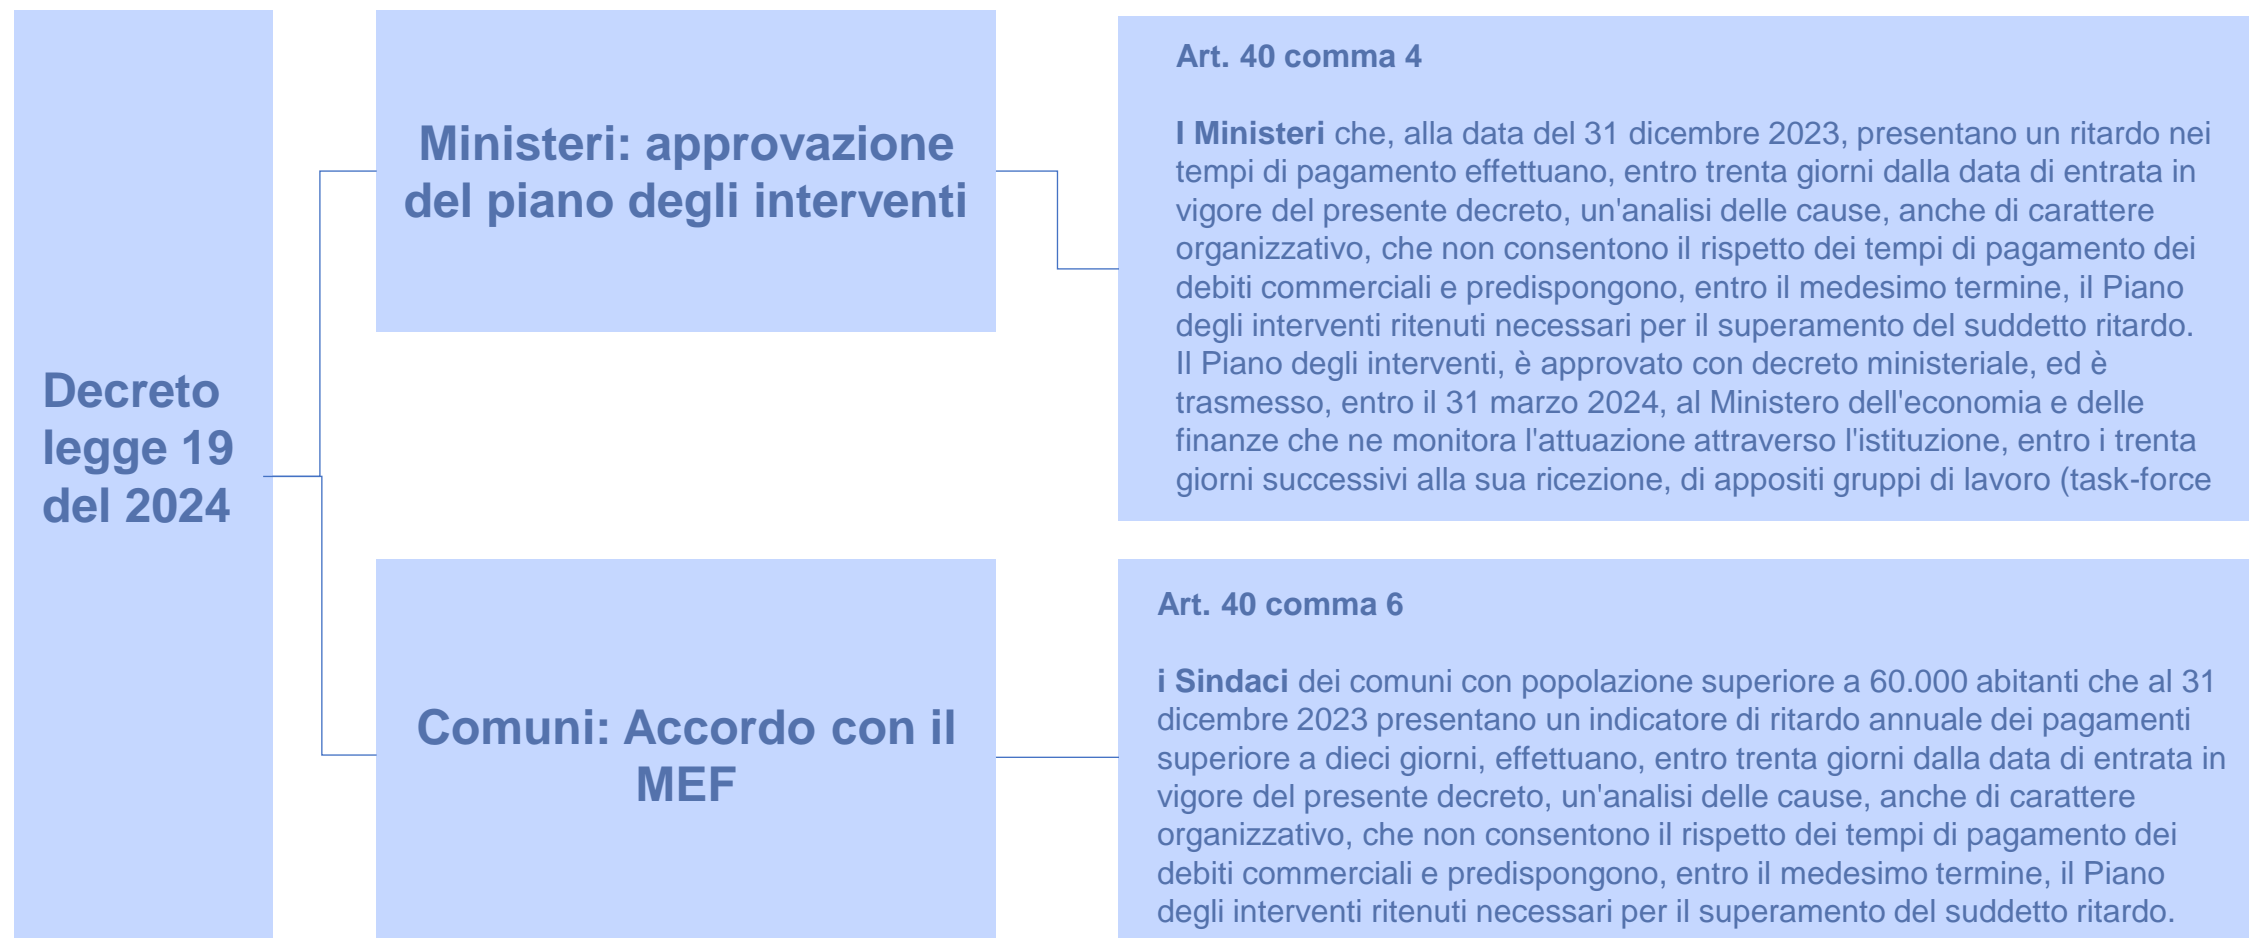 Decreto
legge 19
del 2024
Ministeri: approvazione
del piano degli interventi
Art. 40 comma 4
I Ministeri che, alla data del 31 dicembre 2023, presentano un ritardo nei
tempi di pagamento effettuano, entro trenta giorni dalla data di entrata in
vigore del presente decreto, un'analisi delle cause, anche di carattere
organizzativo, che non consentono il rispetto dei tempi di pagamento dei
debiti commerciali e predispongono, entro il medesimo termine, il Piano
degli interventi ritenuti necessari per il superamento del suddetto ritardo.
Il Piano degli interventi, è approvato con decreto ministeriale, ed è
trasmesso, entro il 31 marzo 2024, al Ministero dell'economia e delle
finanze che ne monitora l'attuazione attraverso l'istituzione, entro i trenta
giorni successivi alla sua ricezione, di appositi gruppi di lavoro (task-force
Comuni: Accordo con il
MEF
Art. 40 comma 6
i Sindaci dei comuni con popolazione superiore a 60.000 abitanti che al 31
dicembre 2023 presentano un indicatore di ritardo annuale dei pagamenti
superiore a dieci giorni, effettuano, entro trenta giorni dalla data di entrata in
vigore del presente decreto, un'analisi delle cause, anche di carattere
organizzativo, che non consentono il rispetto dei tempi di pagamento dei
debiti commerciali e predispongono, entro il medesimo termine, il Piano
degli interventi ritenuti necessari per il superamento del suddetto ritardo.